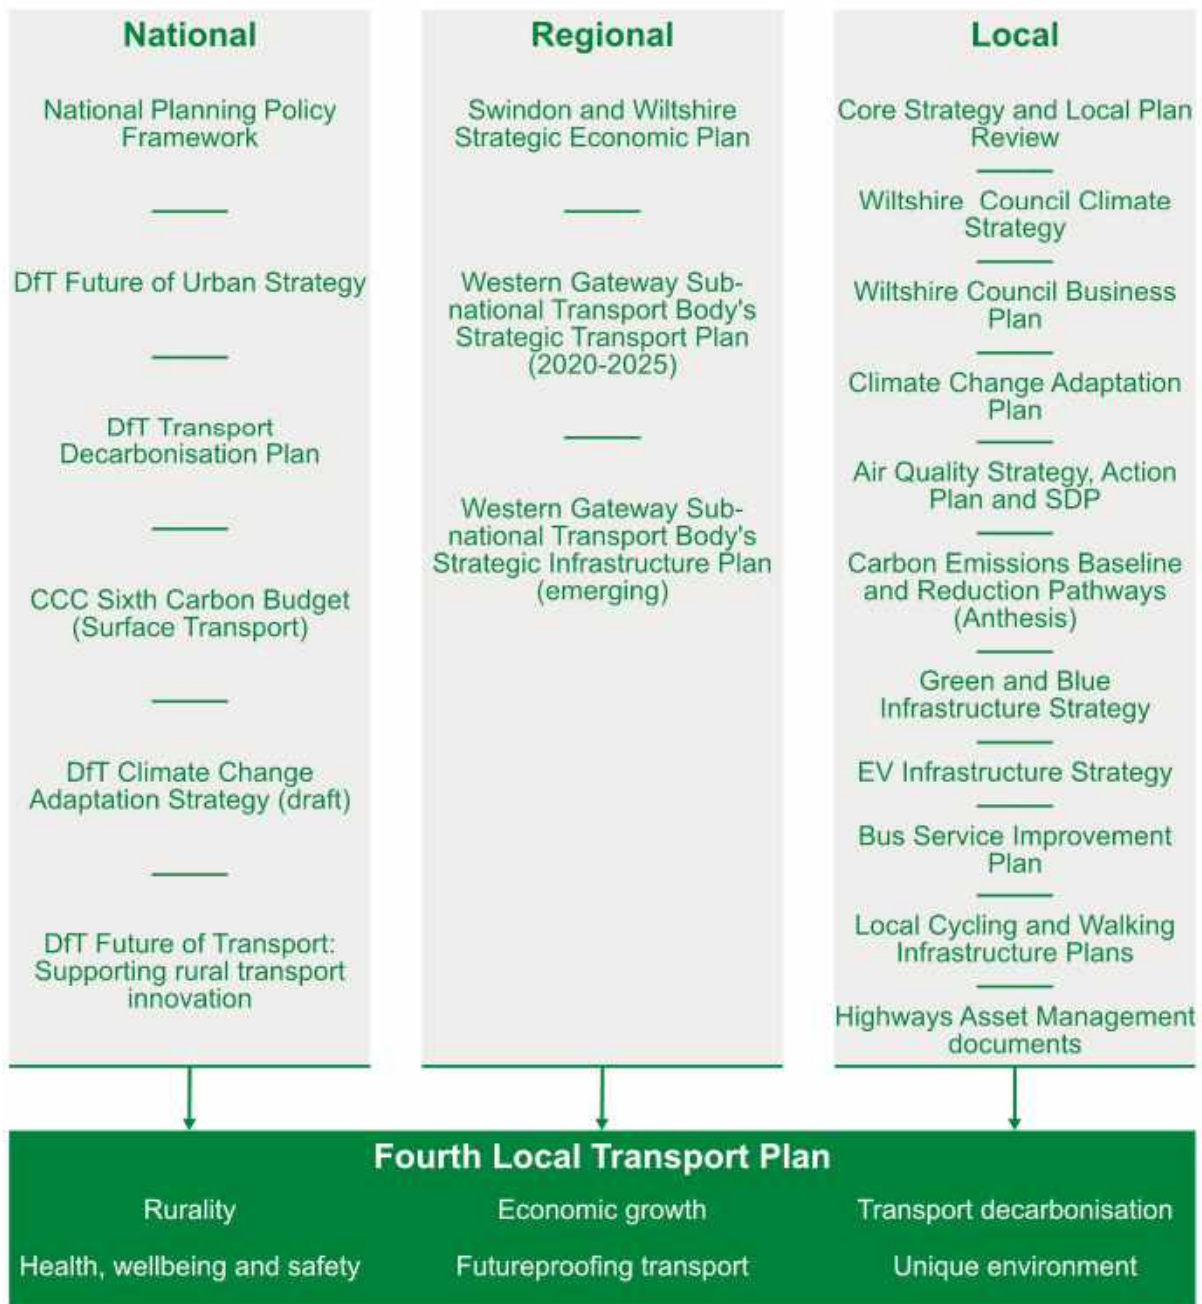 National
National Planning Policy
Framework
DfT Future of Urban Strategy
DfT Transport
Decarbonisation Plan
CCC Sixth Carbon Budget
(Surface Transport)
DfT Climate Change
Adaptation Strategy (draft)
DfT Future of Transport:
Supporting rural transport
innovation
Regional
Swindon and Wiltshire
Strategic Economic Plan
Western Gateway Sub-
national Transport Body's
Strategic Transport Plan
(2020-2025)
Western Gateway Sub-
national Transport Body's
Strategic Infrastructure Plan
(emerging)
Local
Core Strategy and Local Plan
Review
Wiltshire Council Climate
Strategy
Wiltshire Council Business
Plan
Climate Change Adaptation
Plan
Air Quality Strategy, Action
Plan and SDP
Carbon Emissions Baseline
and Reduction Pathways
(Anthesis)
Green and Blue
Infrastructure Strategy
EV Infrastructure Strategy
Bus Service Improvement
Plan
Local Cycling and Walking
Infrastructure Plans
Highways Asset Management
documents
Fourth Local Transport Plan
Rurality
Economic growth
Transport decarbonisation
Health, wellbeing and safety
Futureproofing transport
Unique environment